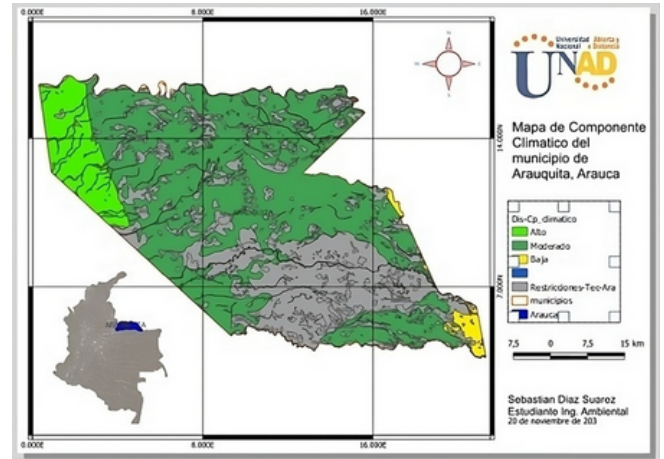 0.000E 8.000E 16.000E
Universidad Abierta y
Nacional a Distancia
UNAD
Mapa de Componente
Climatico del
municipio de
Arauquita, Arauca
14.000N
Dis-Cp_climatico
Alto
Moderado
Baja
Restricciones-Tec-Ara
municipios
Arauca
7.000N
7,5 0 7,5 15 km
Sebastian Diaz Suarez
Estudiante Ing. Ambiental
20 de noviembre de 203
0.000E 8.000E 16.000E